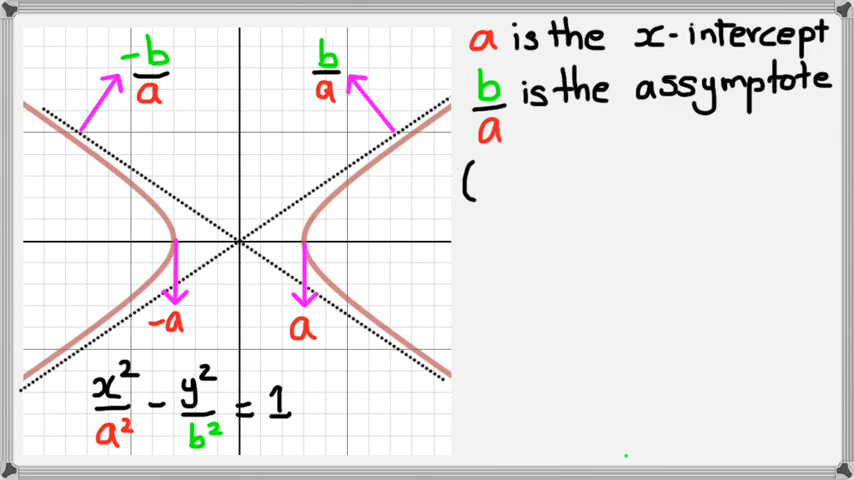 -b/a
b/a
-a
a
x²/a² - y²/b² = 1
a is the x-intercept
b/a is the assymptote
(